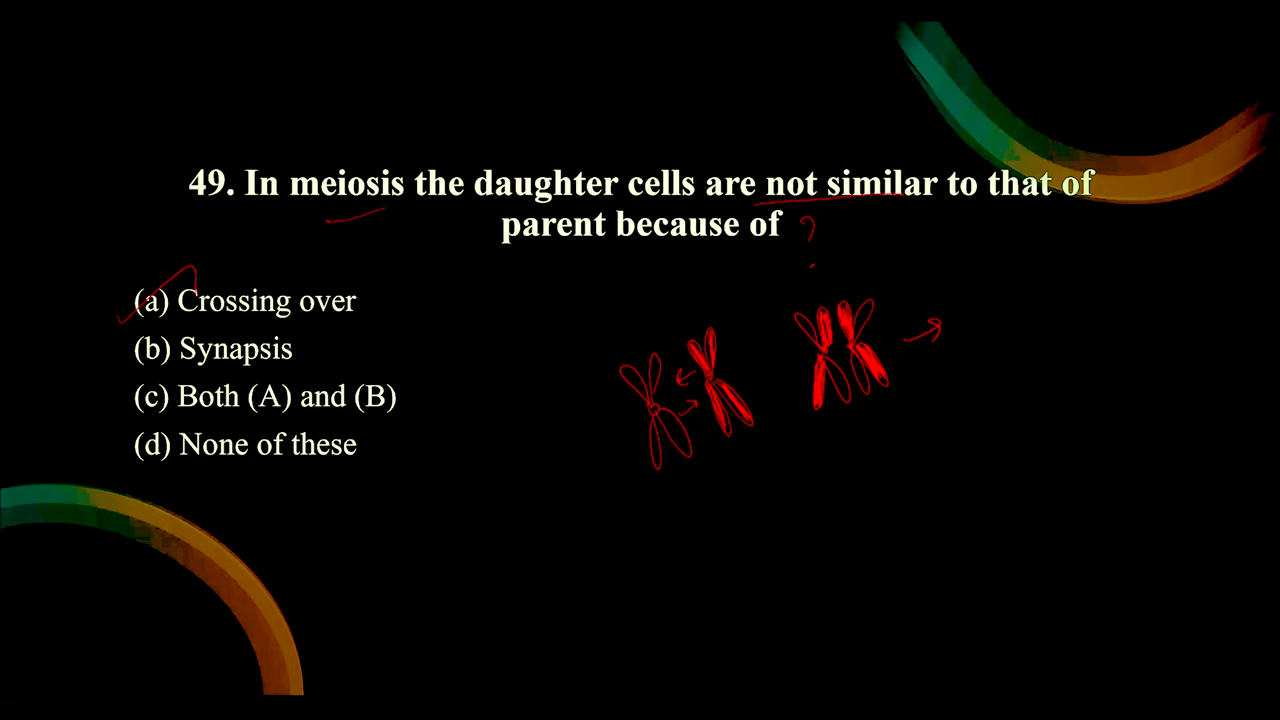 49. In meiosis the daughter cells are not similar to that of
parent because of ?
(a) Crossing over
(b) Synapsis
(c) Both (A) and (B)
(d) None of these